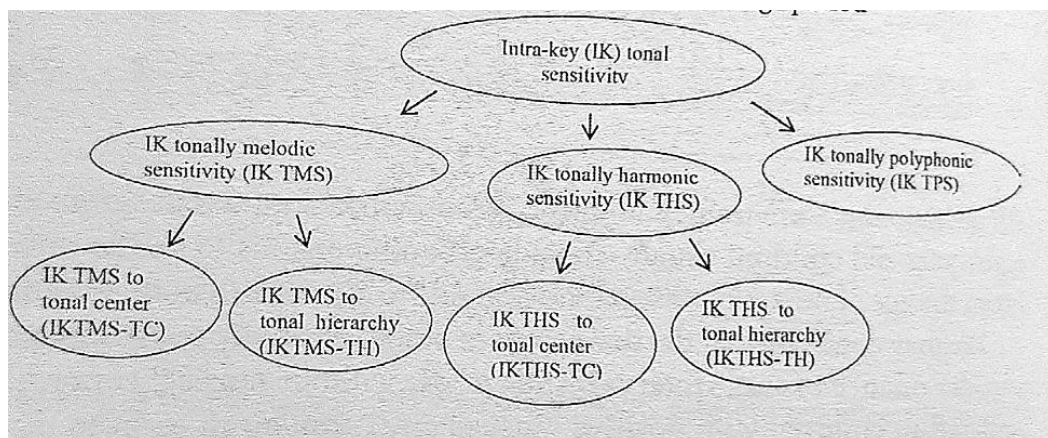 Intra-key (IK) tonal
sensitivity
IK tonally melodic
sensitivity (IK TMS)
IK tonally harmonic
sensitivity (IK THS)
IK tonally polyphonic
sensitivity (IK TPS)
IK TMS to
tonal center
(IKTMS-TC)
IK TMS to
tonal hierarchy
(IKTMS-TH)
IK THS to
tonal center
(IKTHS-TC)
IK THS to
tonal hierarchy
(IKTHS-TH)